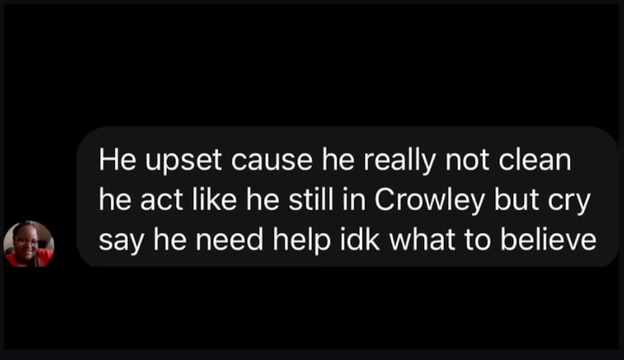 He upset cause he really not clean
he act like he still in Crowley but cry
say he need help idk what to believe